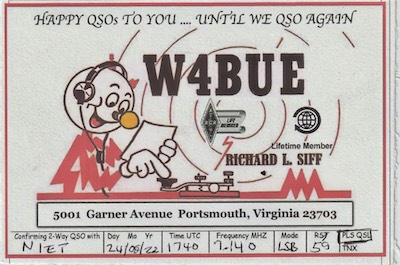 HAPPY QSOs TO YOU .... UNTIL WE QSO AGAIN
W4BUE
LIFE
Lifetime Member
RICHARD L. SIFF
5001 Garner Avenue Portsmouth, Virginia 23703
Confirming 2-Way QSO with Day Mo Yr Time UTC Frequency MHZ Mode RST PLS QSL
N1ET 24/05/22 1740 7.140 LSB 59 TNX